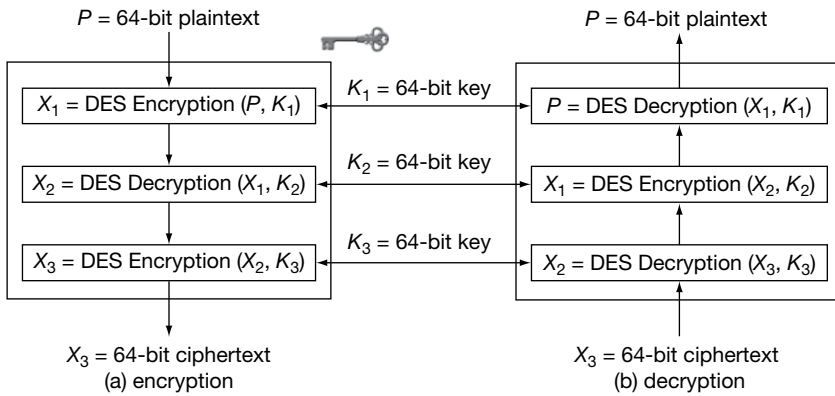 P = 64-bit plaintext
X₁ = DES Encryption (P, K₁)
X₂ = DES Decryption (X₁, K₂)
X₃ = DES Encryption (X₂, K₃)
X₃ = 64-bit ciphertext
(a) encryption
K₁ = 64-bit key
K₂ = 64-bit key
K₃ = 64-bit key
P = 64-bit plaintext
P = DES Decryption (X₁, K₁)
X₁ = DES Encryption (X₂, K₂)
X₂ = DES Decryption (X₃, K₃)
X₃ = 64-bit ciphertext
(b) decryption